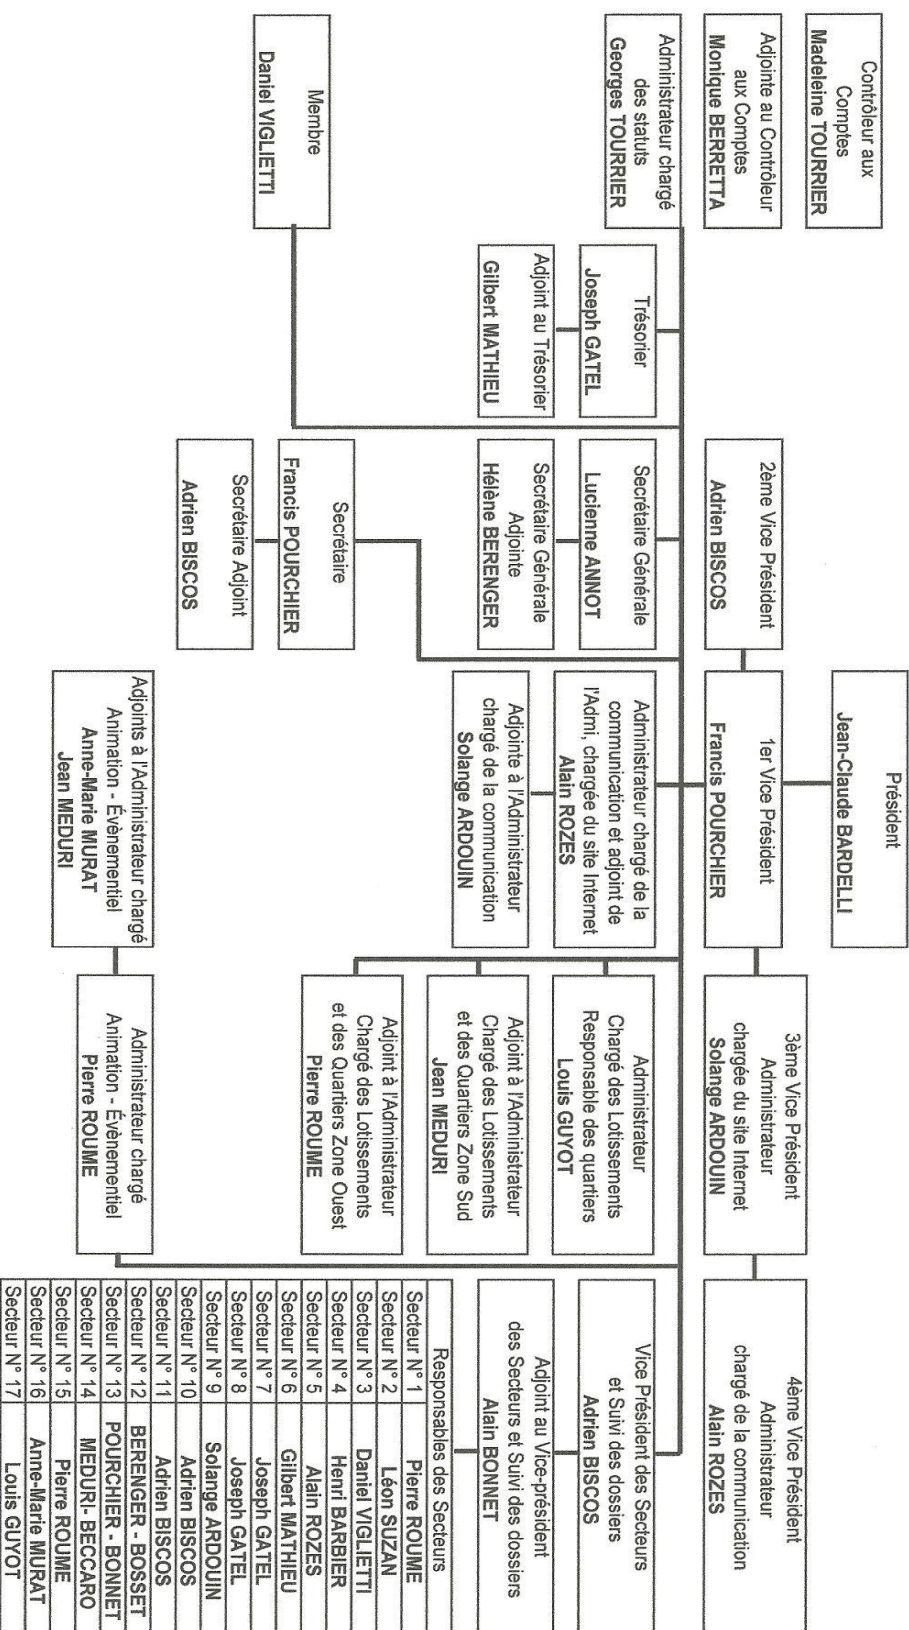 Président
Jean-Claude BARDELLI
Contrôleur aux
Comptes
Madeleine TOURRIER
Adjointe au Contrôleur
aux Comptes
Monique BERRETTA
2ème Vice Président
Adrien BISCOS
1er Vice Président
Francis POURCHIER
3ème Vice Président
Administrateur
chargée du site Internet
Solange ARDOUIN
4ème Vice Président
Administrateur
chargé de la communication
Alain ROZES
Administrateur chargé
des statuts
Georges TOURRIER
Trésorier
Joseph GATEL
Adjoint au Trésorier
Gilbert MATHIEU
Secrétaire Générale
Lucienne ANNOT
Secrétaire Générale
Adjointe
Hélène BERENGER
Administrateur chargé de la
communication et adjoint de
l'Admi, chargée du site Internet
Alain ROZES
Adjointe à l'Administrateur
chargé de la communication
Solange ARDOUIN
Administrateur
Chargé des Lotissements
Responsable des quartiers
Louis GUYOT
Adjoint à l'Administrateur
Chargé des Lotissements
et des Quartiers Zone Sud
Jean MEDURI
Adjoint à l'Administrateur
Chargé des Lotissements
et des Quartiers Zone Ouest
Pierre ROUME
Vice Président des Secteurs
et Suivi des dossiers
Adrien BISCOS
Adjoint au Vice-président
des Secteurs et Suivi des dossiers
Alain BONNET
Membre
Daniel VIGLIETTI
Secrétaire
Francis POURCHIER
Secrétaire Adjoint
Adrien BISCOS
Adjoints à l'Administrateur chargé
Animation - Évènementiel
Anne-Marie MURAT
Jean MEDURI
Administrateur chargé
Animation - Évènementiel
Pierre ROUME
Responsables des Secteurs
Secteur N° 1 Pierre ROUME
Secteur N° 2 Léon SUZAN
Secteur N° 3 Daniel VIGLIETTI
Secteur N° 4 Henri BARBIER
Secteur N° 5 Alain ROZES
Secteur N° 6 Gilbert MATHIEU
Secteur N° 7 Joseph GATEL
Secteur N° 8 Joseph GATEL
Secteur N° 9 Solange ARDOUIN
Secteur N° 10 Adrien BISCOS
Secteur N° 11 Adrien BISCOS
Secteur N° 12 BERENGER - BOSSET
Secteur N° 13 POURCHIER - BONNET
Secteur N° 14 MEDURI- BECCARO
Secteur N° 15 Pierre ROUME
Secteur N° 16 Anne-Marie MURAT
Secteur N° 17 Louis GUYOT